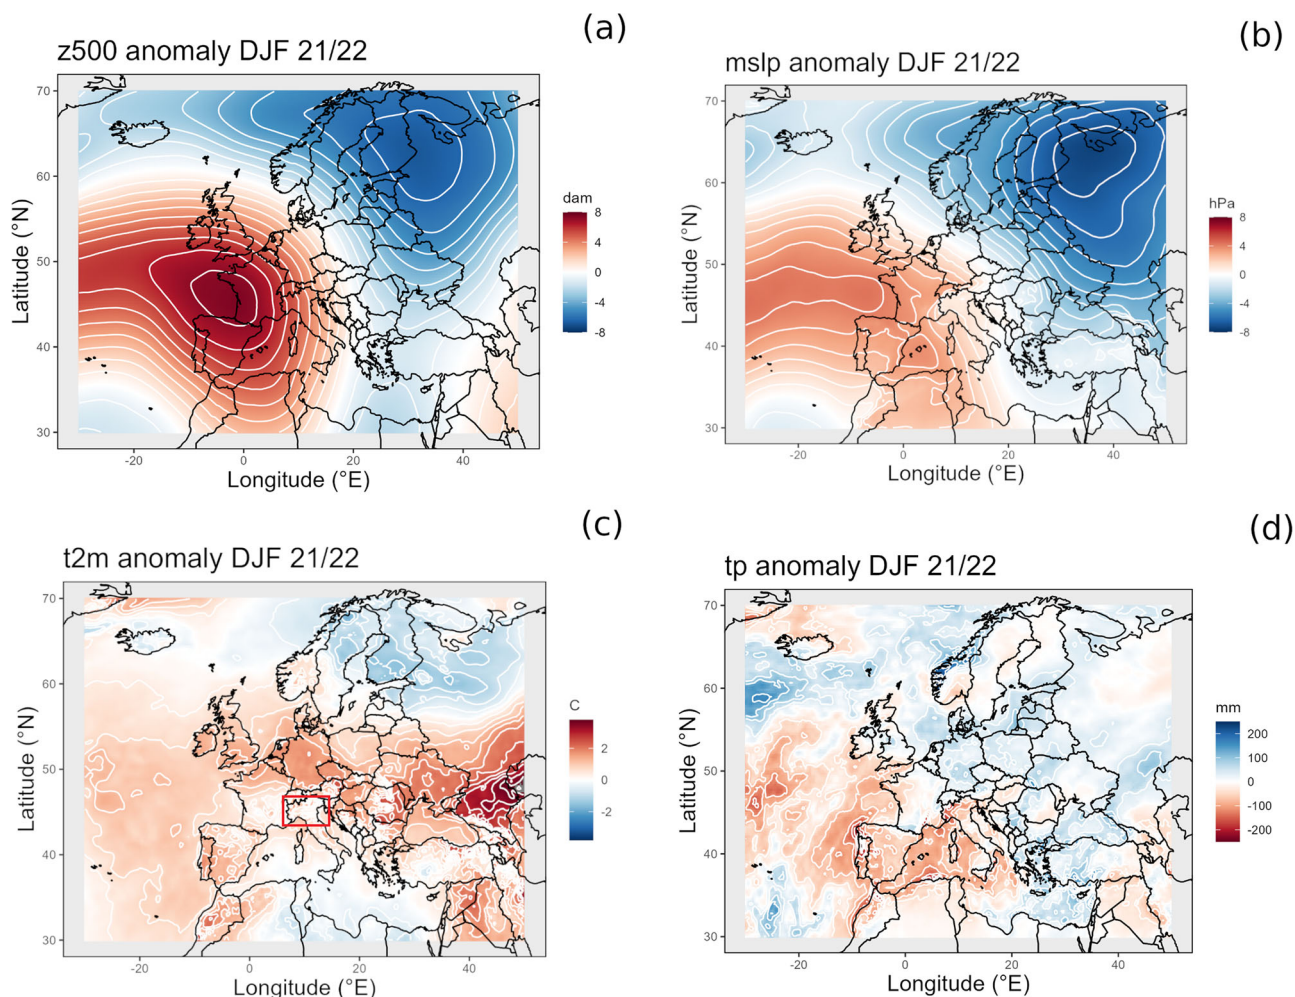 (a)
z500 anomaly DJF 21/22
70
60
50
40
30
Latitude (°N)
-20
0
20
40
Longitude (°E)
dam
8
4
0
-4
-8
(b)
mslp anomaly DJF 21/22
70
60
50
40
30
Latitude (°N)
-20
0
20
40
Longitude (°E)
hPa
8
4
0
-4
-8
(c)
t2m anomaly DJF 21/22
70
60
50
40
30
Latitude (°N)
-20
0
20
40
Longitude (°E)
C
2
0
-2
(d)
tp anomaly DJF 21/22
70
60
50
40
30
Latitude (°N)
-20
0
20
40
Longitude (°E)
mm
200
100
0
-100
-200